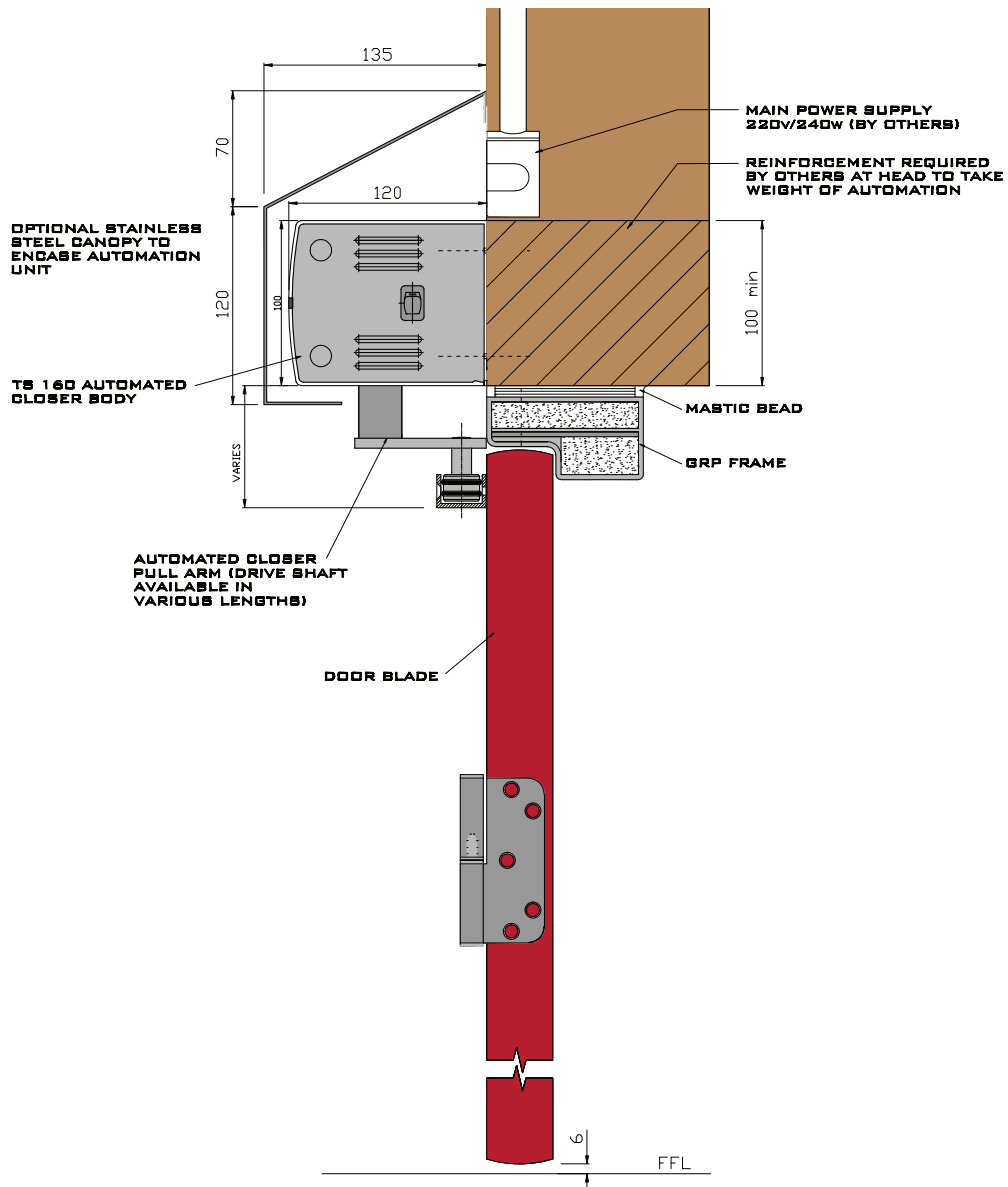 135
MAIN POWER SUPPLY
220v/240w (BY OTHERS)
70
REINFORCEMENT REQUIRED
BY OTHERS AT HEAD TO TAKE
WEIGHT OF AUTOMATION
120
OPTIONAL STAINLESS
STEEL CANOPY TO
ENCASE AUTOMATION
UNIT
120
100
100 min
TS 160 AUTOMATED
CLOSER BODY
MASTIC BEAD
VARIES
GRP FRAME
AUTOMATED CLOSER
PULL ARM (DRIVE SHAFT
AVAILABLE IN
VARIOUS LENGTHS)
DOOR BLADE
6
FFL